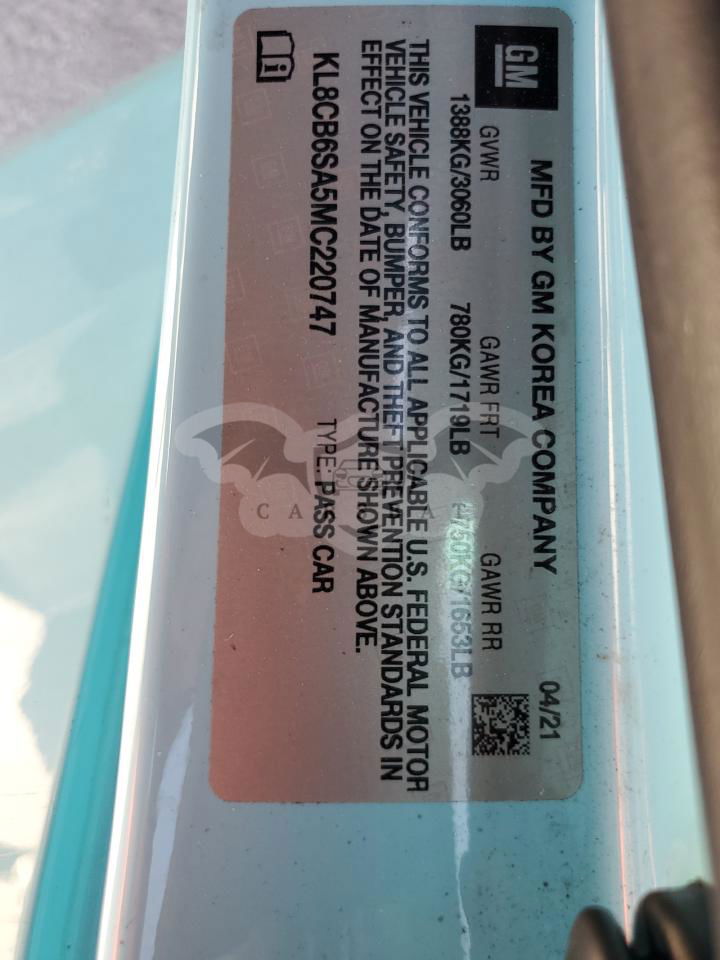 GM
MFD BY GM KOREA COMPANY 04/21
GVWR GAWR FRT GAWR RR
1388KG/3060LB 780KG/1719LB 750KG/1653LB
THIS VEHICLE CONFORMS TO ALL APPLICABLE U.S. FEDERAL MOTOR
VEHICLE SAFETY, BUMPER, AND THEFT PREVENTION STANDARDS IN
EFFECT ON THE DATE OF MANUFACTURE SHOWN ABOVE.
KL8CB6SA5MC220747 TYPE: PASS CAR